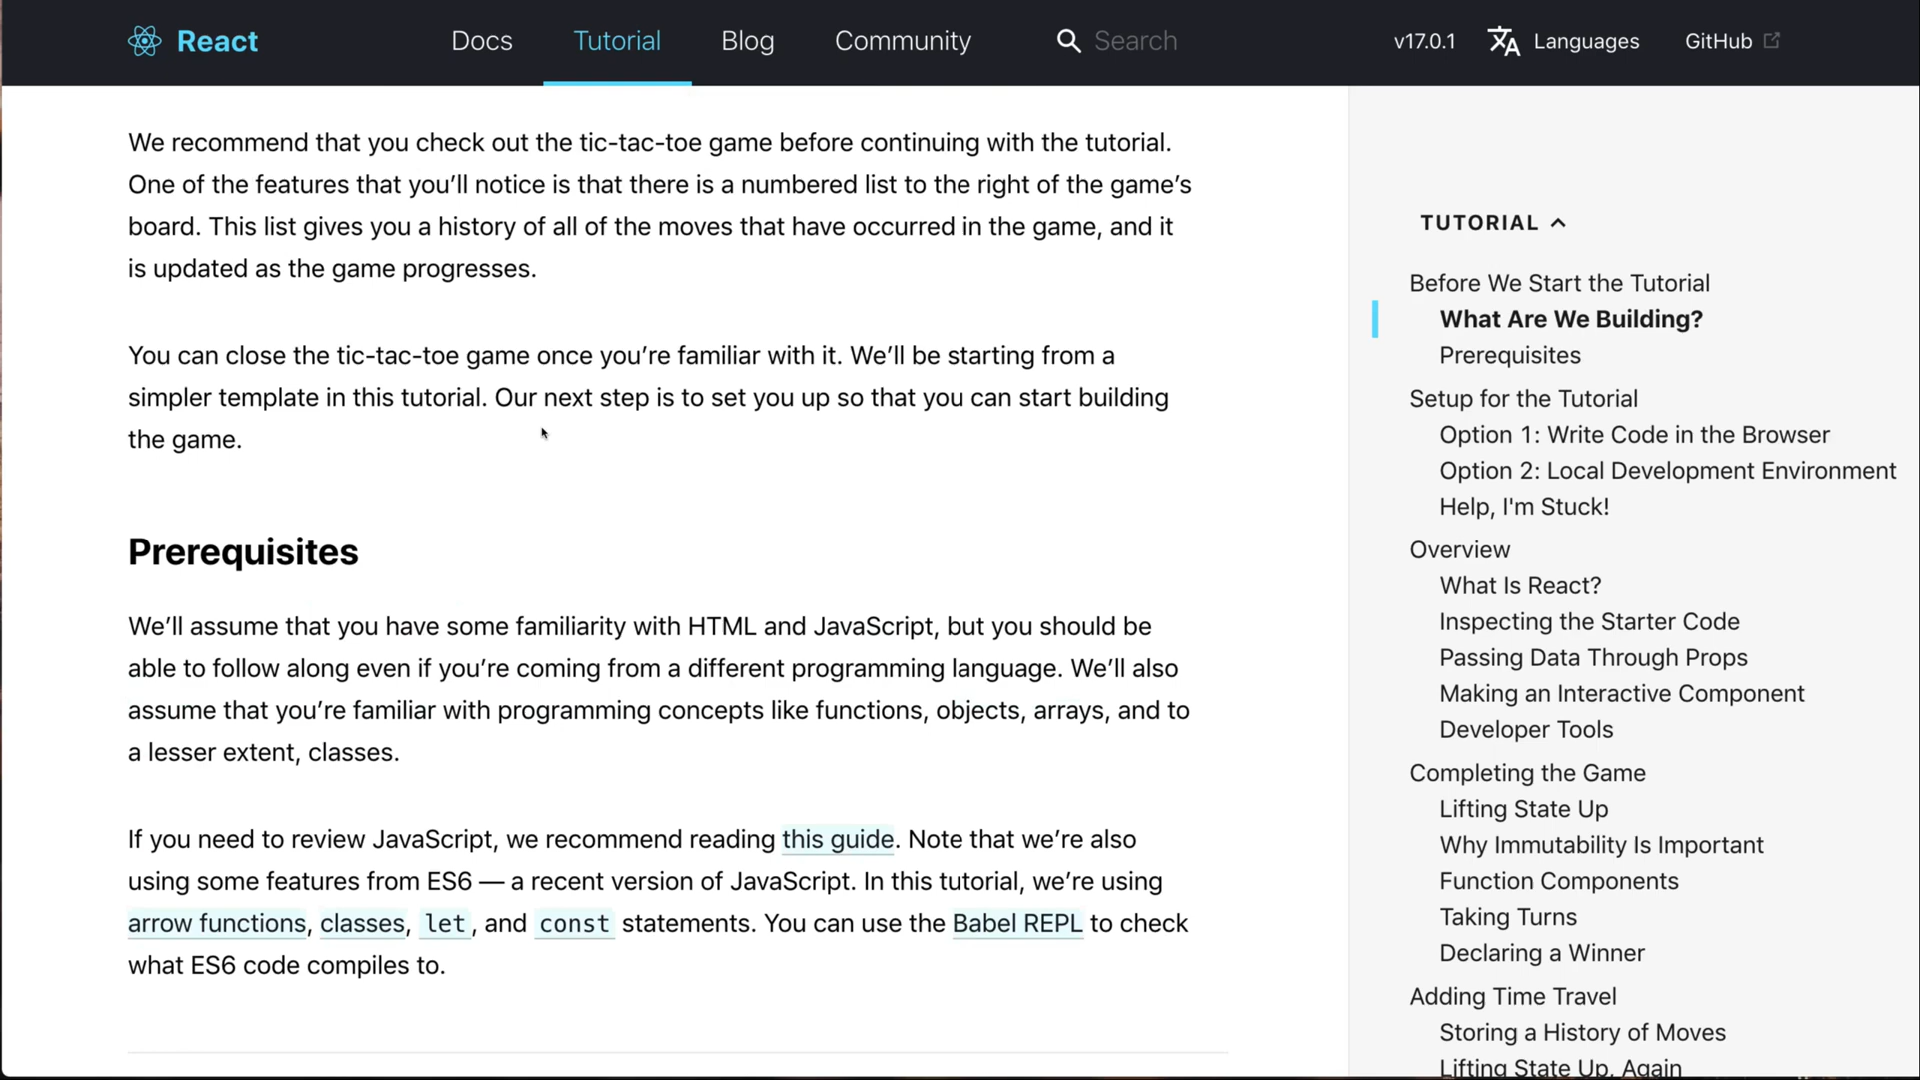 React
Docs
Tutorial
Blog
Community
Search
v17.0.1
Languages
GitHub
We recommend that you check out the tic-tac-toe game before continuing with the tutorial.
One of the features that you’ll notice is that there is a numbered list to the right of the game’s
board. This list gives you a history of all of the moves that have occurred in the game, and it
is updated as the game progresses.
You can close the tic-tac-toe game once you’re familiar with it. We’ll be starting from a
simpler template in this tutorial. Our next step is to set you up so that you can start building
the game.
Prerequisites
We’ll assume that you have some familiarity with HTML and JavaScript, but you should be
able to follow along even if you’re coming from a different programming language. We’ll also
assume that you’re familiar with programming concepts like functions, objects, arrays, and to
a lesser extent, classes.
If you need to review JavaScript, we recommend reading this guide. Note that we’re also
using some features from ES6 — a recent version of JavaScript. In this tutorial, we’re using
arrow functions, classes, let, and const statements. You can use the Babel REPL to check
what ES6 code compiles to.
TUTORIAL
Before We Start the Tutorial
What Are We Building?
Prerequisites
Setup for the Tutorial
Option 1: Write Code in the Browser
Option 2: Local Development Environment
Help, I'm Stuck!
Overview
What Is React?
Inspecting the Starter Code
Passing Data Through Props
Making an Interactive Component
Developer Tools
Completing the Game
Lifting State Up
Why Immutability Is Important
Function Components
Taking Turns
Declaring a Winner
Adding Time Travel
Storing a History of Moves
Lifting State Up, Again